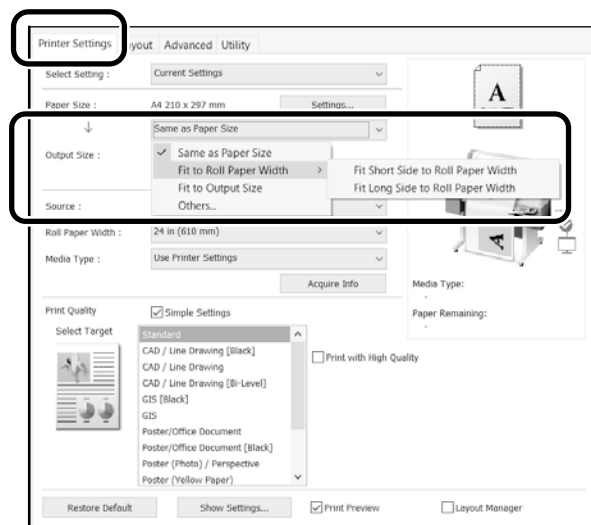 Printer Settings yout Advanced Utility
Select Setting : Current Settings
Paper Size : A4 210 x 297 mm Settings...
Same as Paper Size
Output Size : Same as Paper Size
Fit to Roll Paper Width Fit Short Side to Roll Paper Width
Fit to Output Size Fit Long Side to Roll Paper Width
Others...
Source :
Roll Paper Width : 24 in (610 mm)
Media Type : Use Printer Settings
Acquire Info
A
A
Media Type:
-
Paper Remaining:
-
Print Quality Simple Settings
Select Target
Standard
CAD / Line Drawing [Black]
CAD / Line Drawing
CAD / Line Drawing [Bi-Level]
GIS [Black]
GIS
Poster/Office Document
Poster/Office Document [Black]
Poster (Photo) / Perspective
Poster (Yellow Paper)
Print with High Quality
Restore Default Show Settings... Print Preview Layout Manager